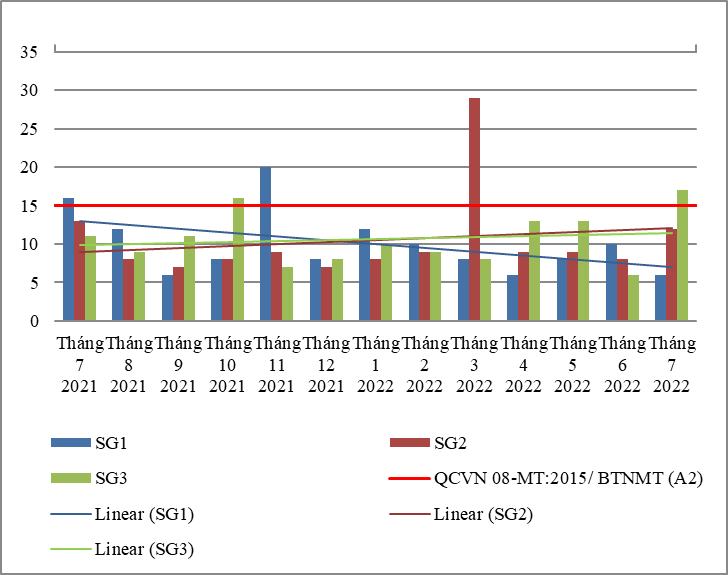 35
30
25
20
15
10
5
0
Tháng Tháng Tháng Tháng Tháng Tháng Tháng Tháng Tháng Tháng Tháng Tháng Tháng
7 8 9 10 11 12 1 2 3 4 5 6 7
2021 2021 2021 2021 2021 2021 2022 2022 2022 2022 2022 2022 2022
SG1 SG2
SG3 QCVN 08-MT:2015/ BTNMT (A2)
Linear (SG1) Linear (SG2)
Linear (SG3)